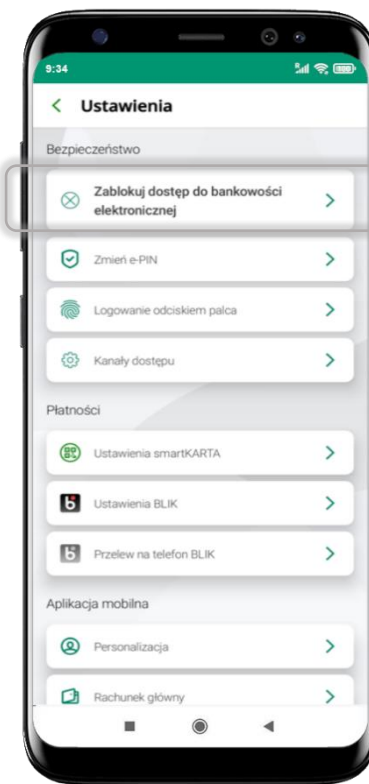 9:34
Ustawienia
Bezpieczeństwo
Zablokuj dostęp do bankowości
elektronicznej
Zmień e-PIN
Logowanie odciskiem palca
Kanały dostępu
Płatności
Ustawienia smartKARTA
Ustawienia BLIK
Przelew na telefon BLIK
Aplikacja mobilna
Personalizacja
Rachunek główny